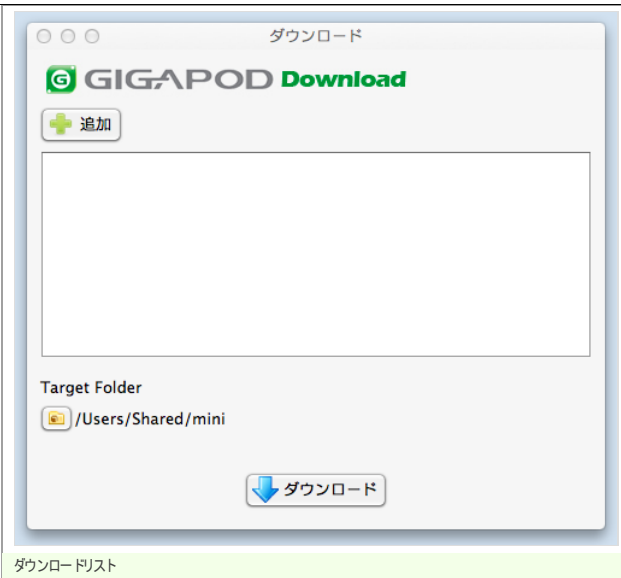 ダウンロード
GIGAPOD Download
追加
Target Folder
/Users/Shared/mini
ダウンロード
ダウンロードリスト